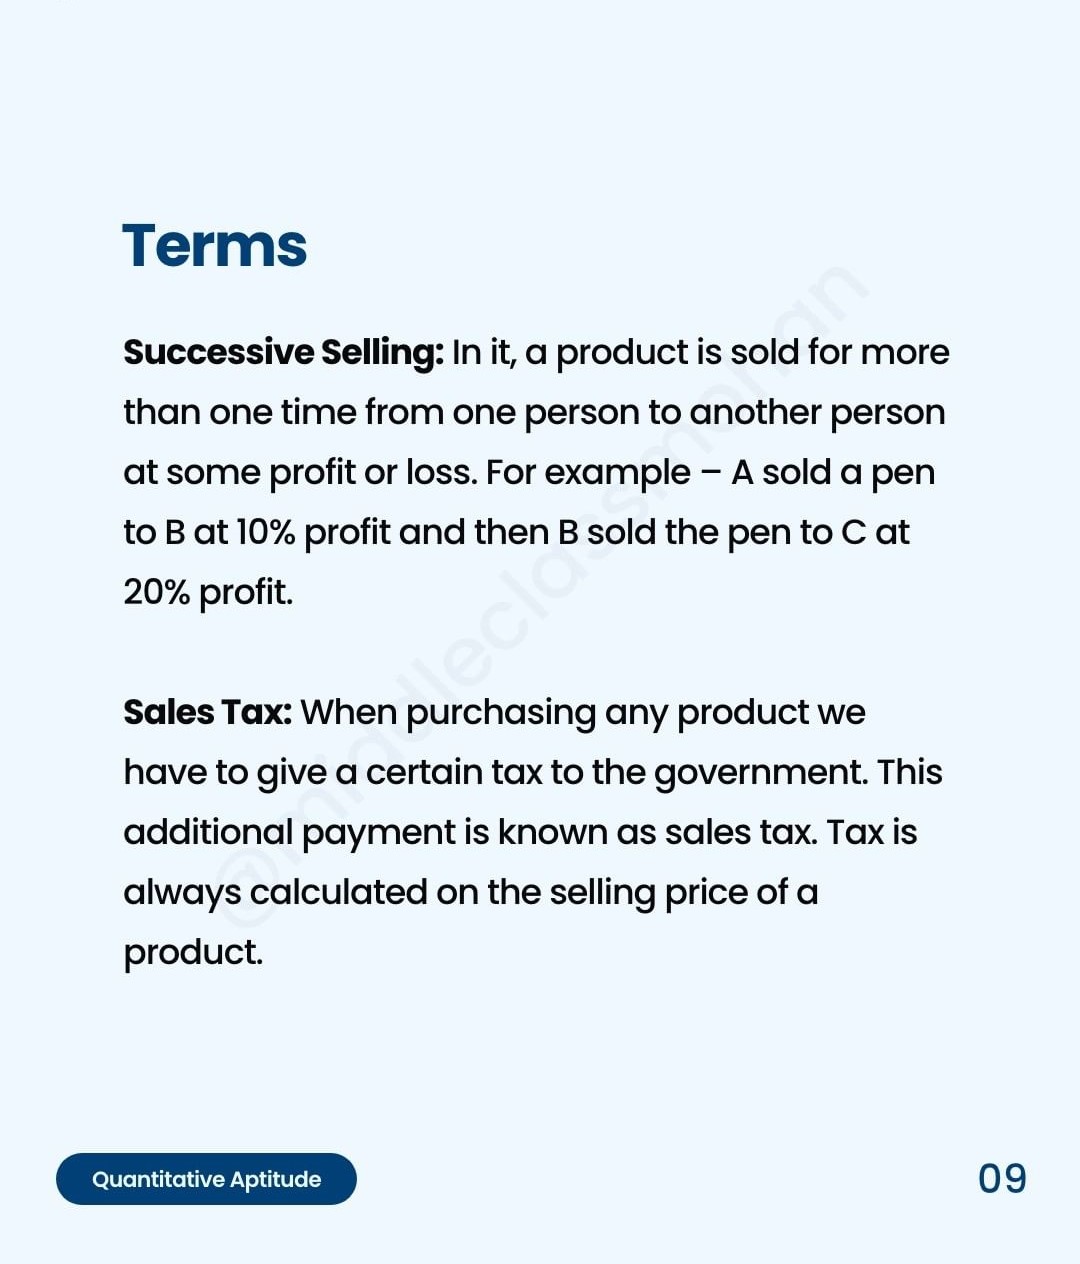 Terms
Successive Selling: In it, a product is sold for more
than one time from one person to another person
at some profit or loss. For example – A sold a pen
to B at 10% profit and then B sold the pen to C at
20% profit.
Sales Tax: When purchasing any product we
have to give a certain tax to the government. This
additional payment is known as sales tax. Tax is
always calculated on the selling price of a
product.
@middleclassmohan
Quantitative Aptitude
09